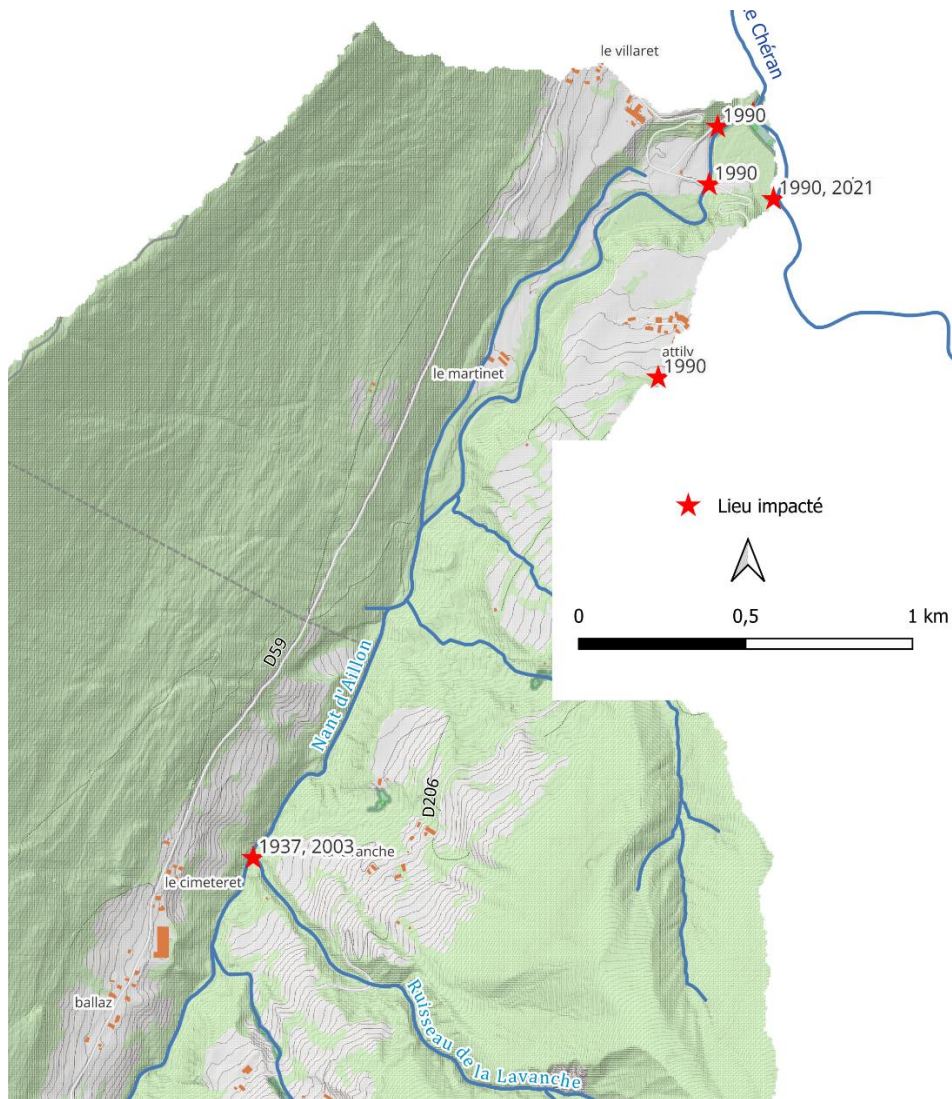 le Chéran
le villaret
1990
1990
1990, 2021
attily
1990
le martinet
Lieu impacté
0
0,5
1 km
D59
Nant d'Aillon
D206
1937, 2003
anche
le cimeteret
ballaz
Ruisseau de la Lavanche